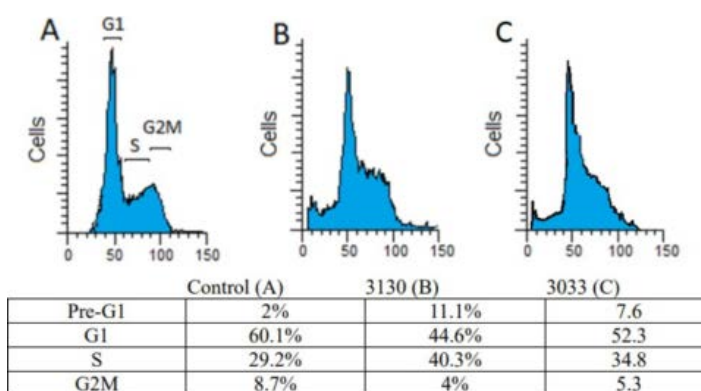 A G1 S G2M Cells 0 50 100 150
B Cells 0 50 100 150
C Cells 0 50 100 150
Control (A) 3130 (B) 3033 (C)
Pre-G1 2% 11.1% 7.6
G1 60.1% 44.6% 52.3
S 29.2% 40.3% 34.8
G2M 8.7% 4% 5.3